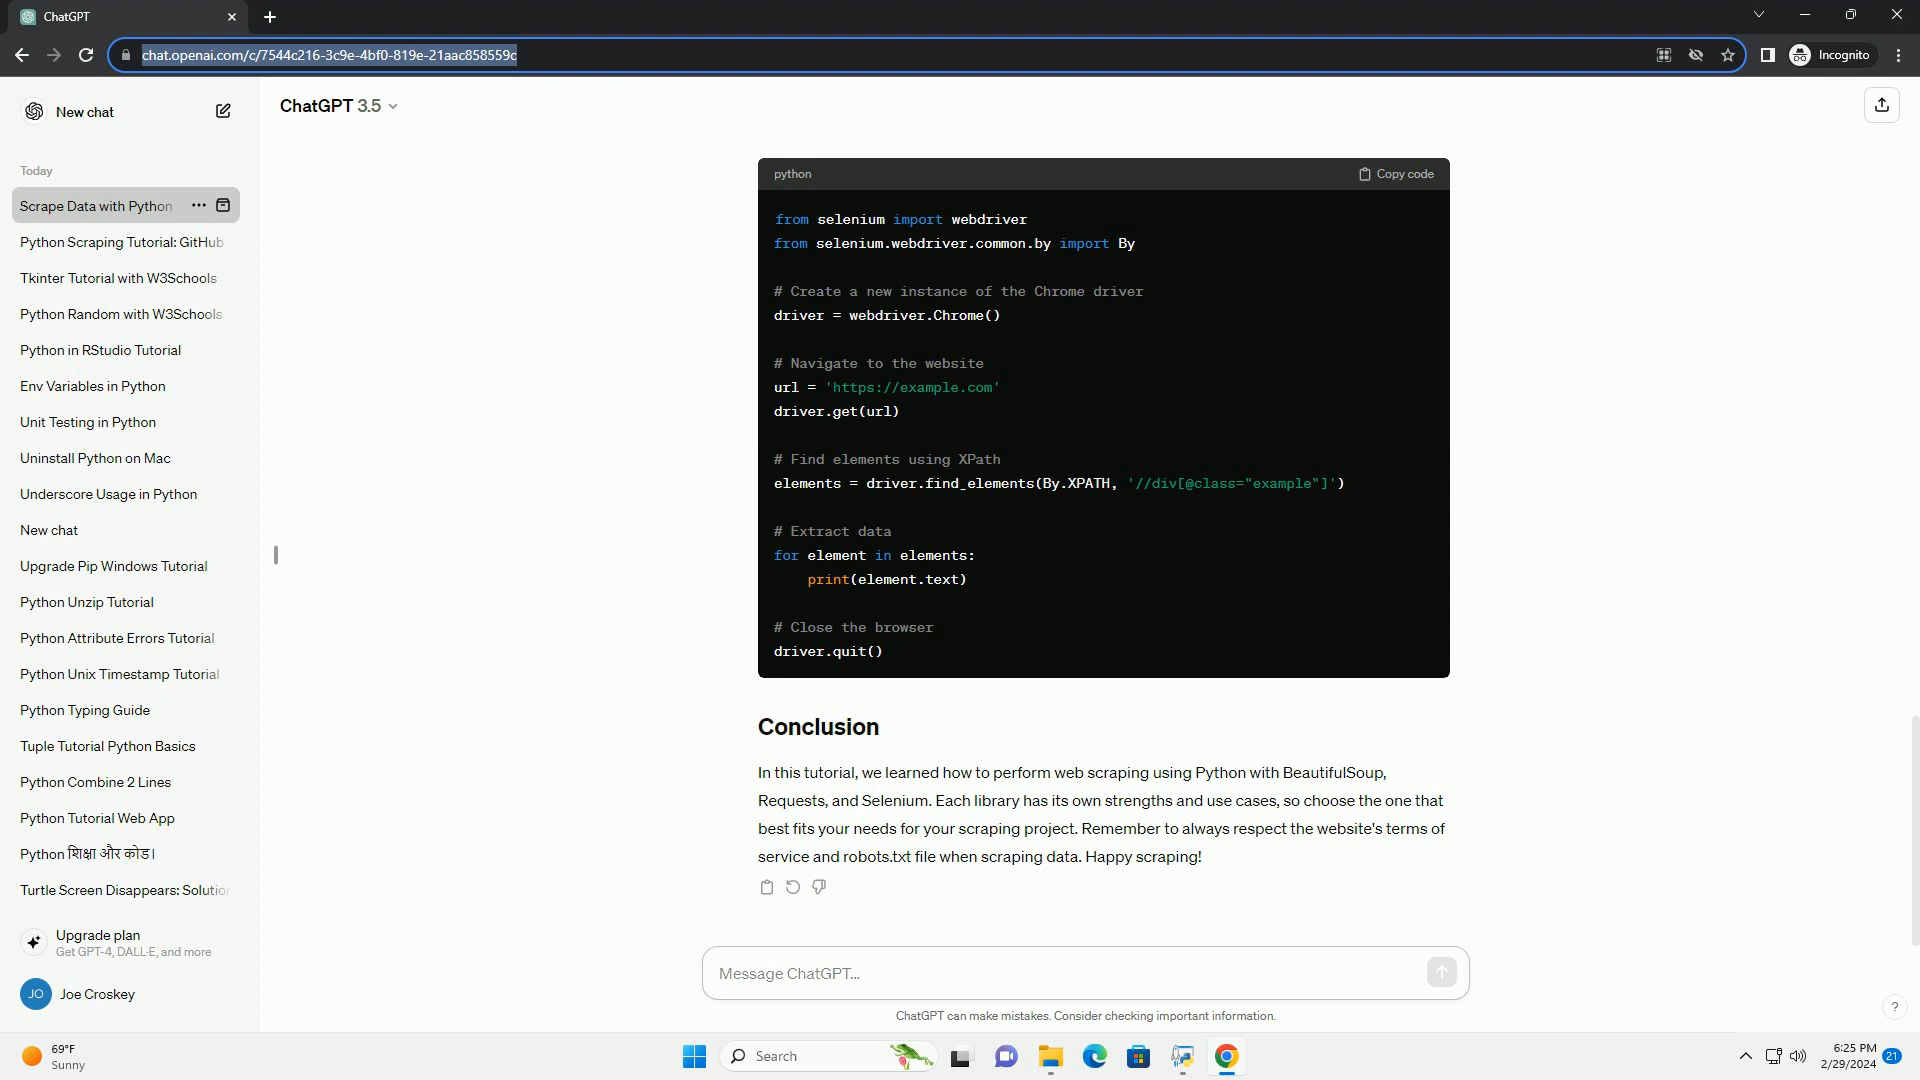 ChatGPT
chat.openai.com/c/7544c216-3c9e-4bf0-819e-21aac858559c
Incognito
New chat
Today
Scrape Data with Python
Python Scraping Tutorial: GitHub
Tkinter Tutorial with W3Schools
Python Random with W3Schools
Python in RStudio Tutorial
Env Variables in Python
Unit Testing in Python
Uninstall Python on Mac
Underscore Usage in Python
New chat
Upgrade Pip Windows Tutorial
Python Unzip Tutorial
Python Attribute Errors Tutorial
Python Unix Timestamp Tutorial
Python Typing Guide
Tuple Tutorial Python Basics
Python Combine 2 Lines
Python Tutorial Web App
Python शिक्षा और कोड।
Turtle Screen Disappears: Solution
Upgrade plan
Get GPT-4, DALL·E, and more
JO Joe Croskey
ChatGPT 3.5
python
Copy code
from selenium import webdriver
from selenium.webdriver.common.by import By
# Create a new instance of the Chrome driver
driver = webdriver.Chrome()
# Navigate to the website
url = 'https://example.com'
driver.get(url)
# Find elements using XPath
elements = driver.find_elements(By.XPATH, '//div[@class="example"]')
# Extract data
for element in elements:
    print(element.text)
# Close the browser
driver.quit()
Conclusion
In this tutorial, we learned how to perform web scraping using Python with BeautifulSoup,
Requests, and Selenium. Each library has its own strengths and use cases, so choose the one that
best fits your needs for your scraping project. Remember to always respect the website's terms of
service and robots.txt file when scraping data. Happy scraping!
Message ChatGPT...
ChatGPT can make mistakes. Consider checking important information.
?
69°F
Sunny
Search
6:25 PM
2/29/2024
21